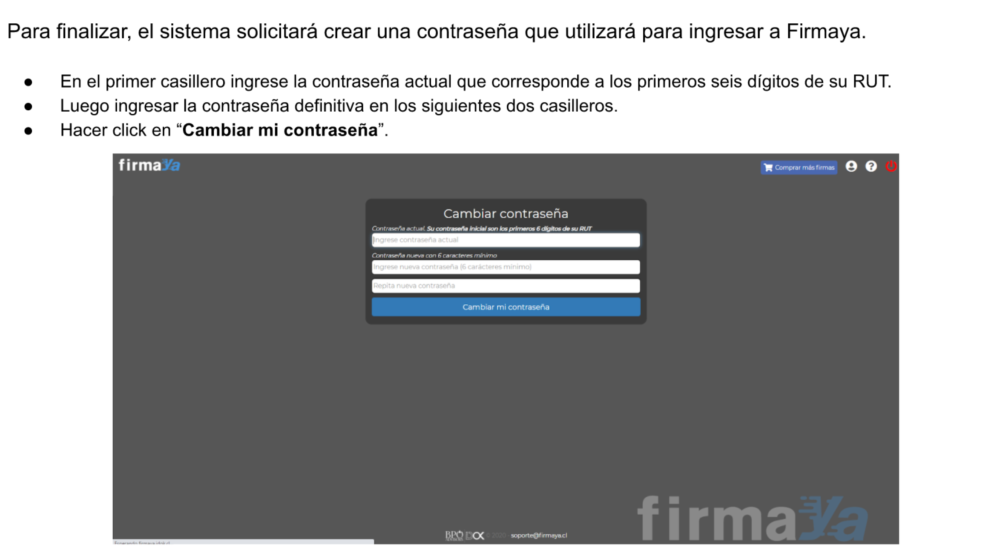 Para finalizar, el sistema solicitará crear una contraseña que utilizará para ingresar a Firmaya.
● En el primer casillero ingrese la contraseña actual que corresponde a los primeros seis dígitos de su RUT.
● Luego ingresar la contraseña definitiva en los siguientes dos casilleros.
● Hacer click en “Cambiar mi contraseña”.
firmaYa
Comprar más firmas
?
Cambiar contraseña
Contraseña actual. Su contraseña inicial son los primeros 6 dígitos de su RUT
Ingrese contraseña actual
Contraseña nueva con 6 caracteres mínimo
Ingrese nueva contraseña (6 carácteres mínimo)
Repita nueva contraseña
Cambiar mi contraseña
firmaYa
BPO ADVISORS IDOK © 2020 - soporte@firmaya.cl
Esperando firmaya.idok.cl